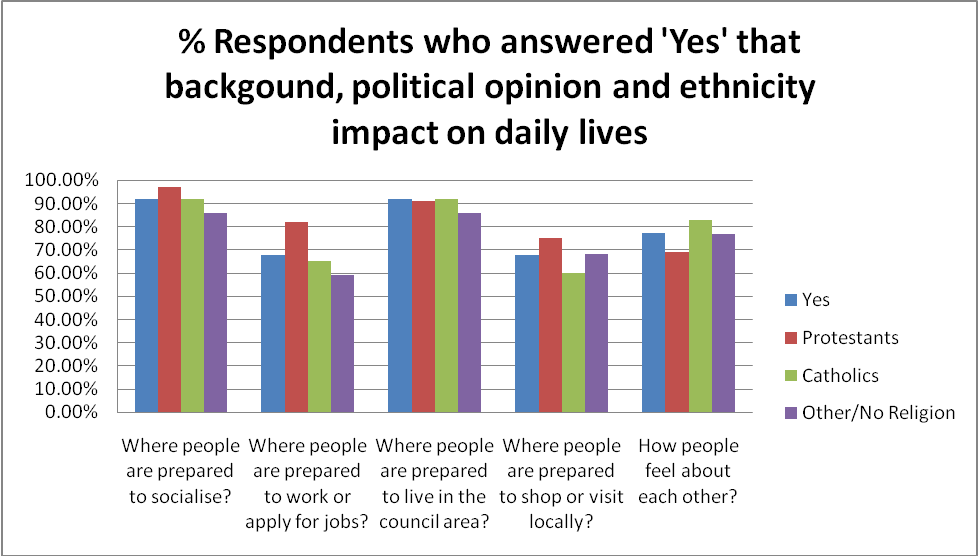 % Respondents who answered 'Yes' that
backgound, political opinion and ethnicity
impact on daily lives
100.00%
90.00%
80.00%
70.00%
60.00%
50.00%
40.00%
30.00%
20.00%
10.00%
0.00%
Where people
are prepared
to socialise?
Where people
are prepared
to work or
apply for jobs?
Where people
are prepared
to live in the
council area?
Where people
are prepared
to shop or visit
locally?
How people
feel about
each other?
Yes
Protestants
Catholics
Other/No Religion